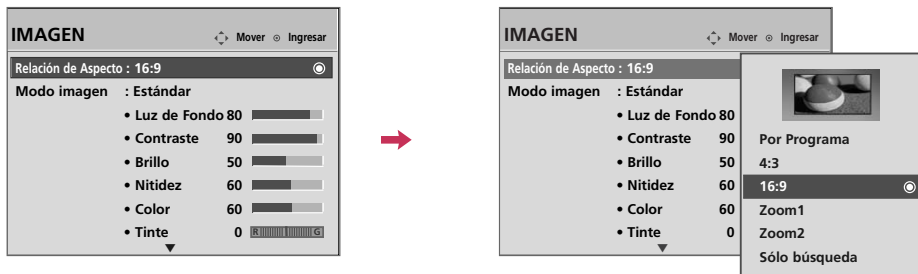 IMAGEN
Mover
Ingresar
Relación de Aspecto : 16:9
Modo imagen : Estándar
• Luz de Fondo 80
• Contraste 90
• Brillo 50
• Nitidez 60
• Color 60
• Tinte 0 R G
IMAGEN
Mover
Ingresar
Relación de Aspecto : 16:9
Modo imagen : Estándar
• Luz de Fondo 80
• Contraste 90
• Brillo 50
• Nitidez 60
• Color 60
• Tinte 0
Por Programa
4:3
16:9
Zoom1
Zoom2
Sólo búsqueda